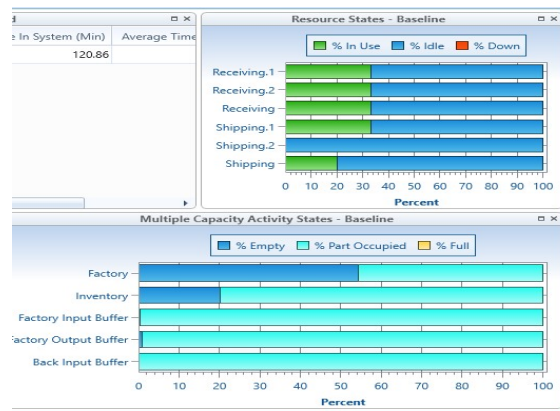 d
e In System (Min) Average Time
120.86
Resource States - Baseline
% In Use % Idle % Down
Receiving.1
Receiving.2
Receiving
Shipping.1
Shipping.2
Shipping
0 10 20 30 40 50 60 70 80 90 100
Percent
Multiple Capacity Activity States - Baseline
% Empty % Part Occupied % Full
Factory
Inventory
Factory Input Buffer
Factory Output Buffer
Back Input Buffer
0 10 20 30 40 50 60 70 80 90 100
Percent